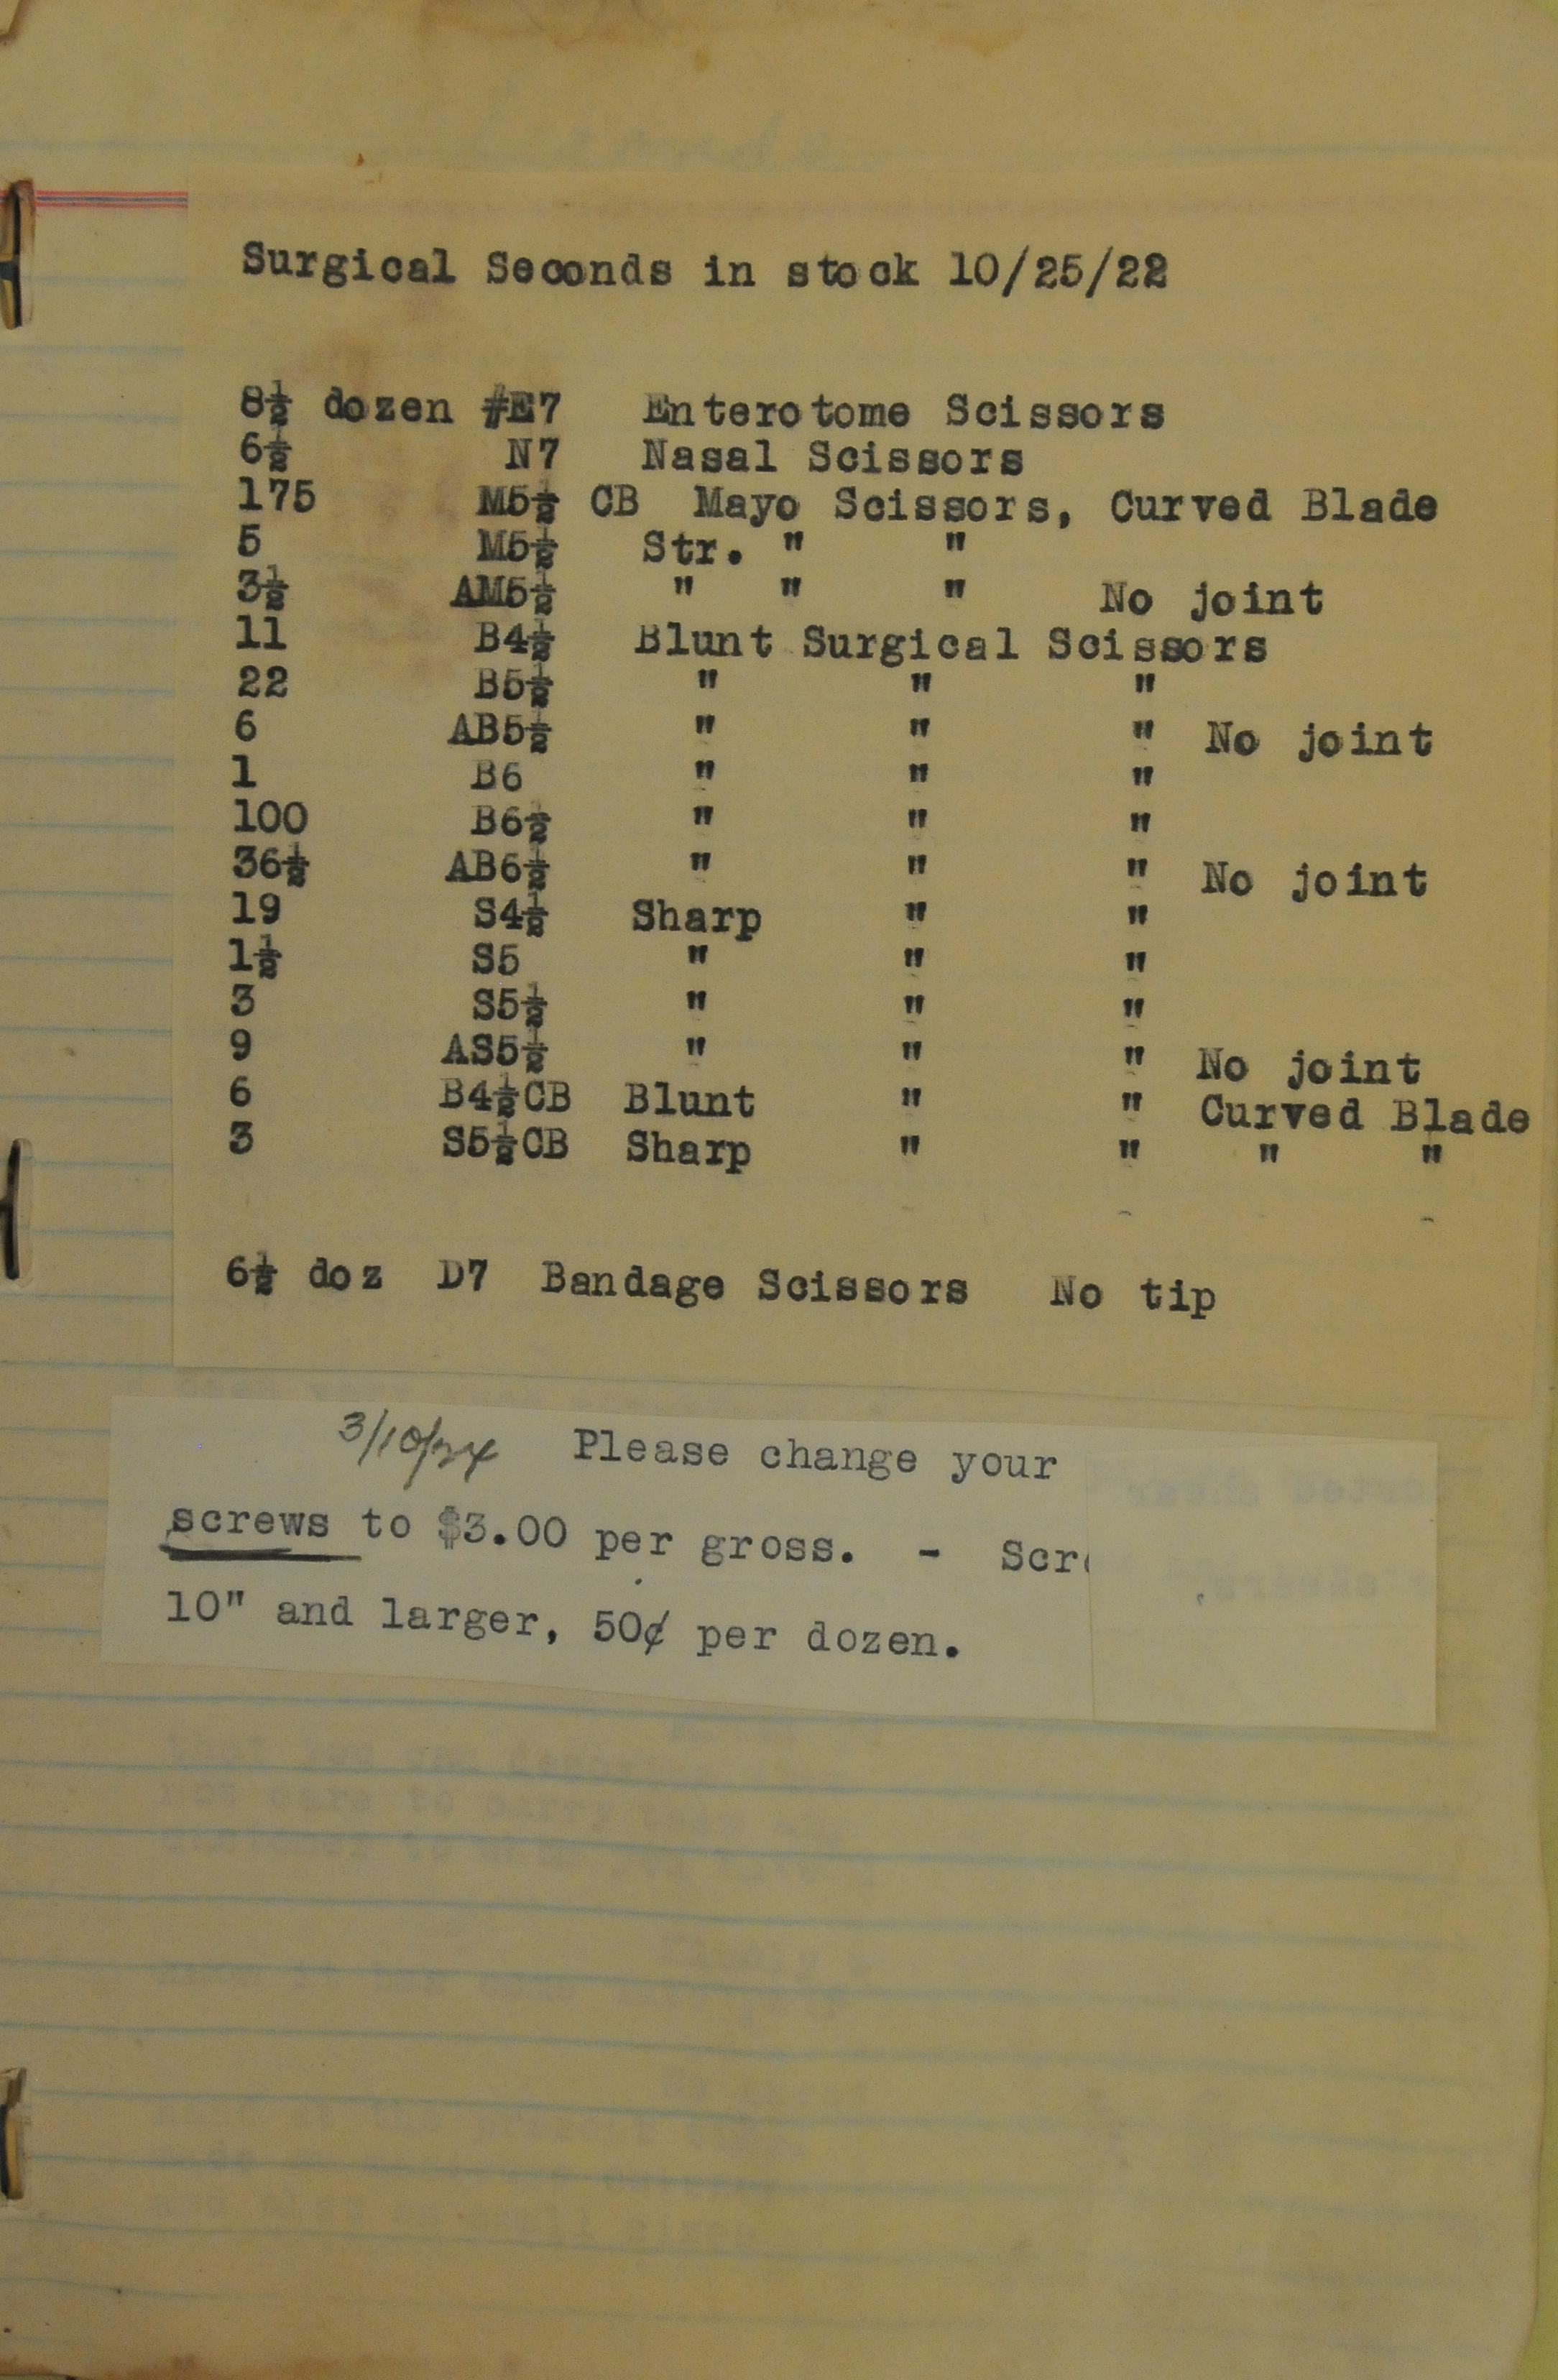 Surgical Seconds in stock 10/25/22
8½ dozen #E7 Enterotome Scissors
6½ N7 Nasal Scissors
175 M5½ CB Mayo Scissors, Curved Blade
5 M5½ Str. " "
3½ AM5½ " " " No joint
11 B4½ Blunt Surgical Scissors
22 B5½ " " "
6 AB5½ " " " No joint
1 B6 " " "
100 B6½ " " "
36½ AB6½ " " " No joint
19 S4½ Sharp " "
1½ S5 " " "
3 S5½ " " "
9 AS5½ " " " No joint
6 B4½CB Blunt " " Curved Blade
3 S5½CB Sharp " " " "
6½ doz D7 Bandage Scissors No tip
3/10/24 Please change your
screws to $3.00 per gross. - Scre
10" and larger, 50¢ per dozen.